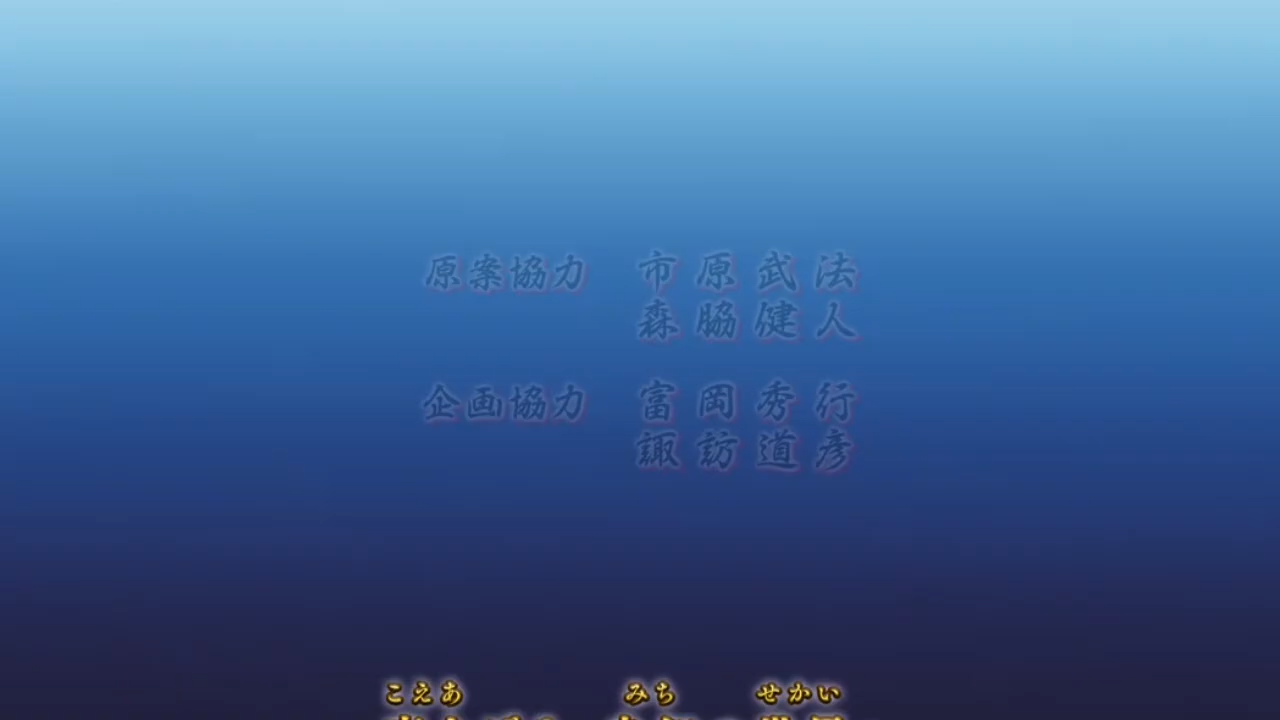 原案協力 市原武法
森脇健人
企画協力 富岡秀行
諏訪道彦
こえあ みち せかい